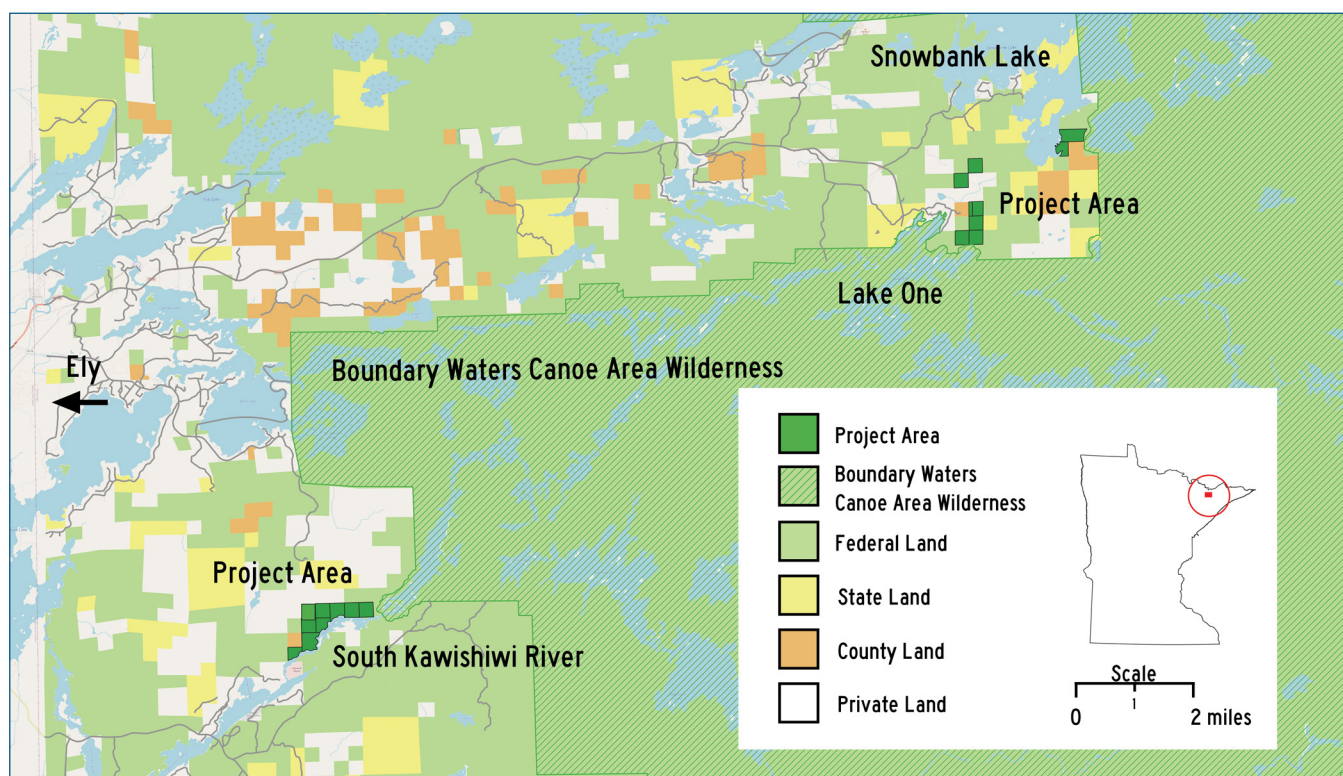 Snowbank Lake
Project Area
Lake One
Ely
Boundary Waters Canoe Area Wilderness
Project Area
South Kawishiwi River
Project Area
Boundary Waters
Canoe Area Wilderness
Federal Land
State Land
County Land
Private Land
Scale
0
1
2 miles